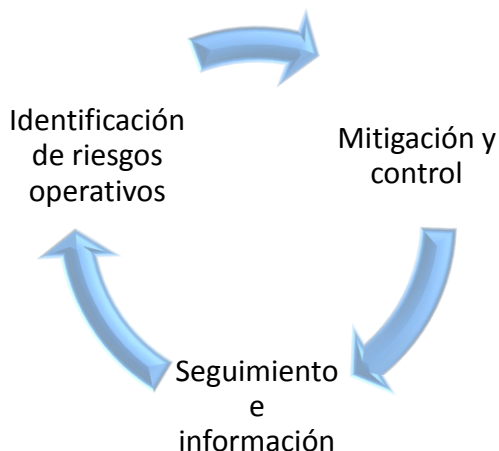 Identificación
de riesgos
operativos
Mitigación y
control
Seguimiento
e
información